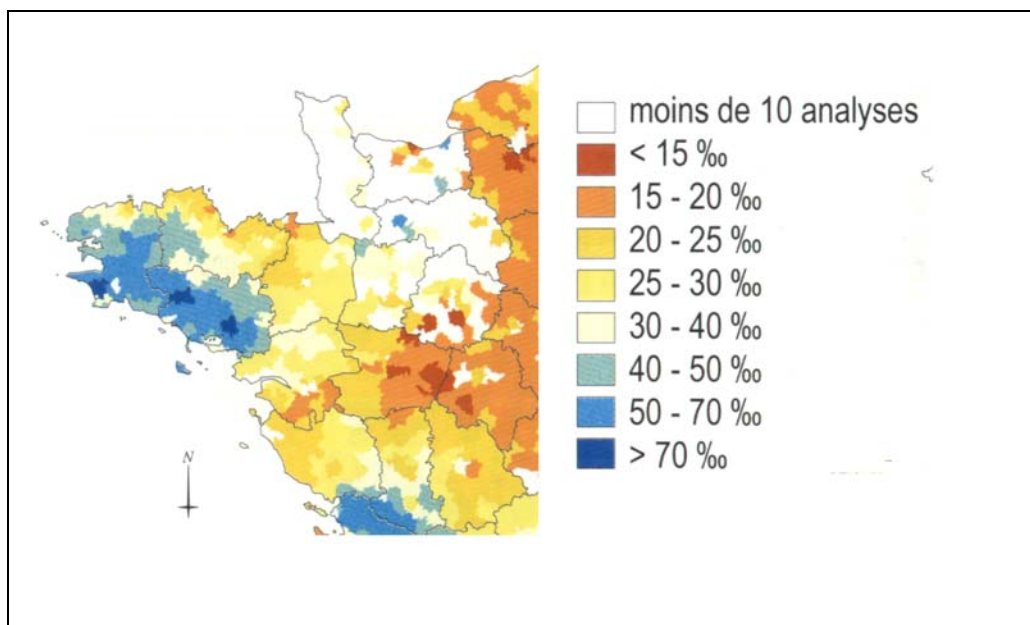 moins de 10 analyses
< 15 ‰
15 - 20 ‰
20 - 25 ‰
25 - 30 ‰
30 - 40 ‰
40 - 50 ‰
50 - 70 ‰
> 70 ‰
N